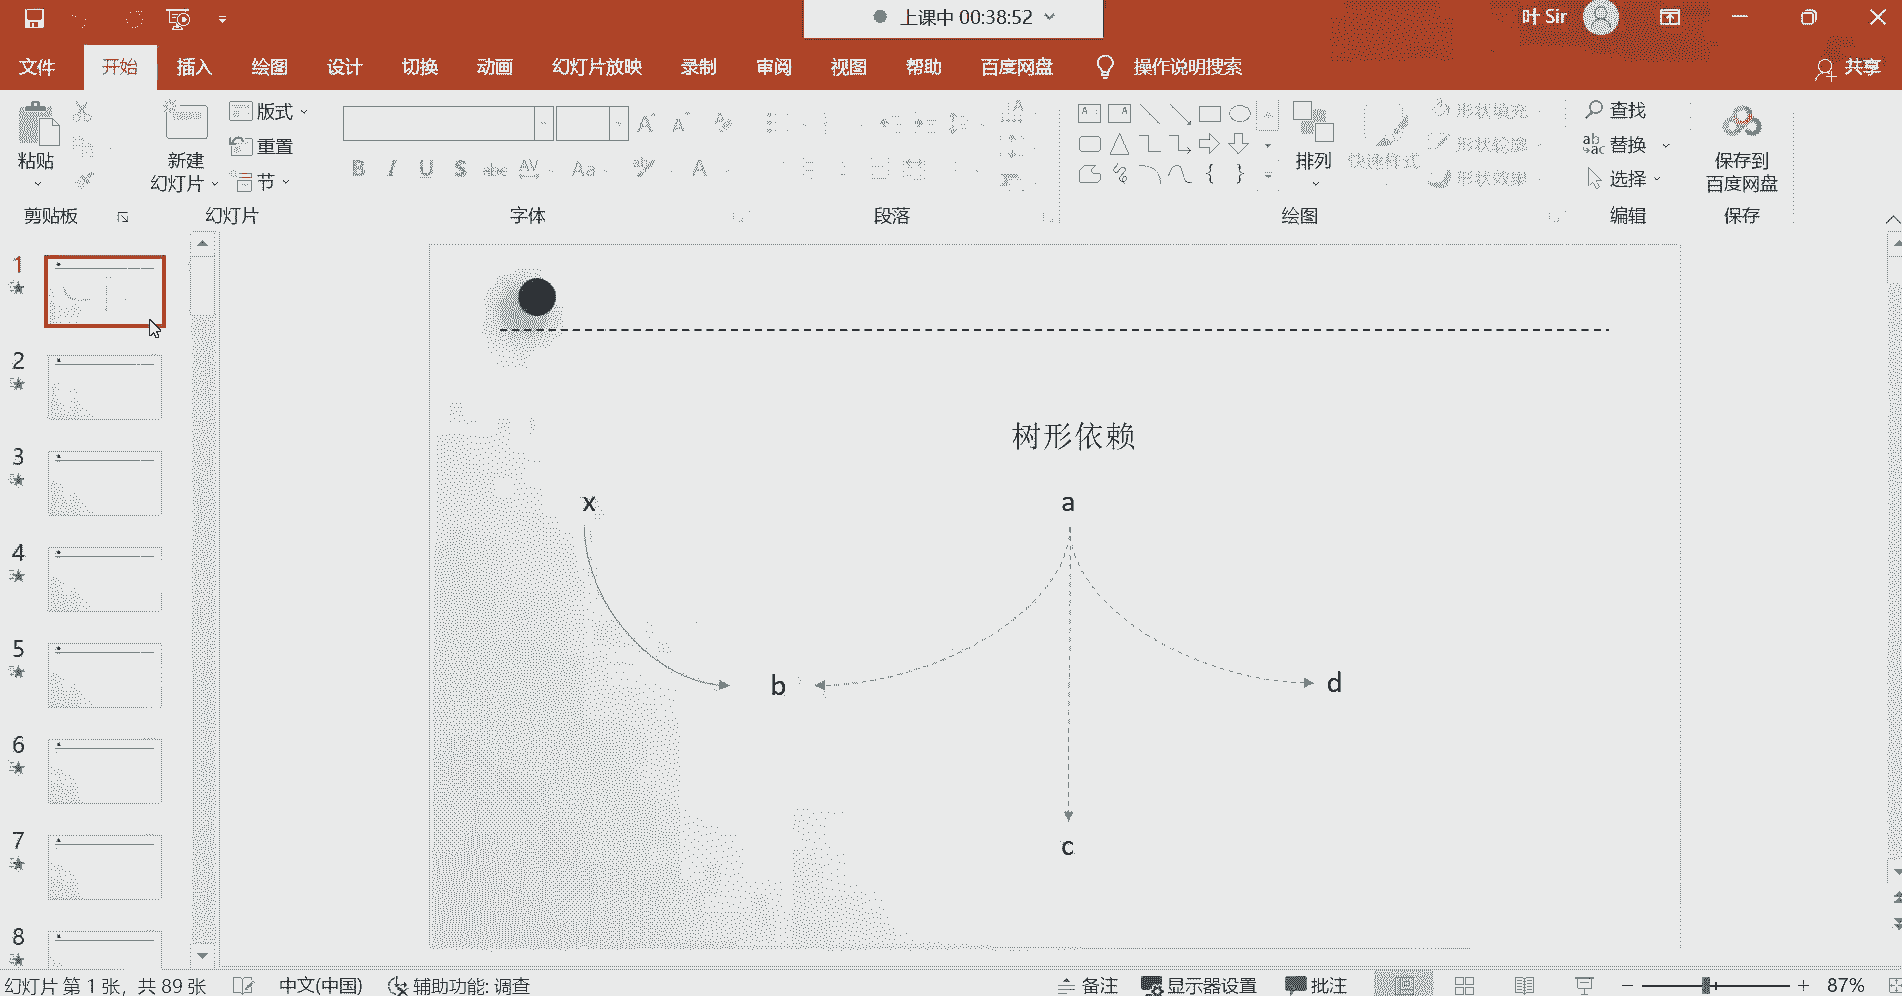 上课中 00:38:52
叶 Sir
文件 开始 插入 绘图 设计 切换 动画 幻灯片放映 录制 审阅 视图 帮助 百度网盘 操作说明搜索 共享
粘贴
新建
幻灯片
版式
重置
节
B I U S abc AV Aa A
排列
快速样式
形状填充
形状轮廓
形状效果
查找
替换
选择
保存到
百度网盘
剪贴板 幻灯片 字体 段落 绘图 编辑 保存
1
2
3
4
5
6
7
8
树形依赖
x a
b d
c
幻灯片 第 1 张，共 89 张 中文(中国) 辅助功能: 调查 备注 显示器设置 批注 87%